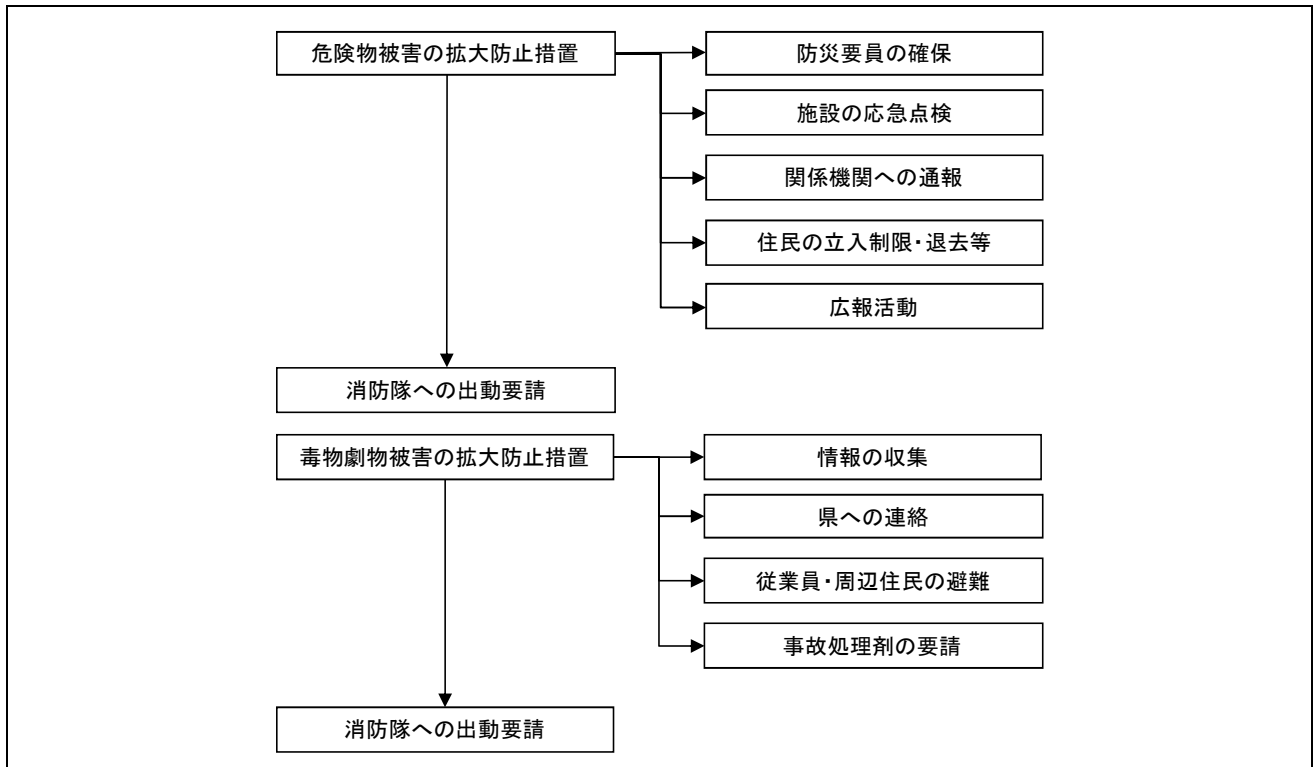 危険物被害の拡大防止措置
防災要員の確保
施設の応急点検
関係機関への通報
住民の立入制限・退去等
広報活動
消防隊への出動要請
毒物劇物被害の拡大防止措置
情報の収集
県への連絡
従業員・周辺住民の避難
事故処理剤の要請
消防隊への出動要請